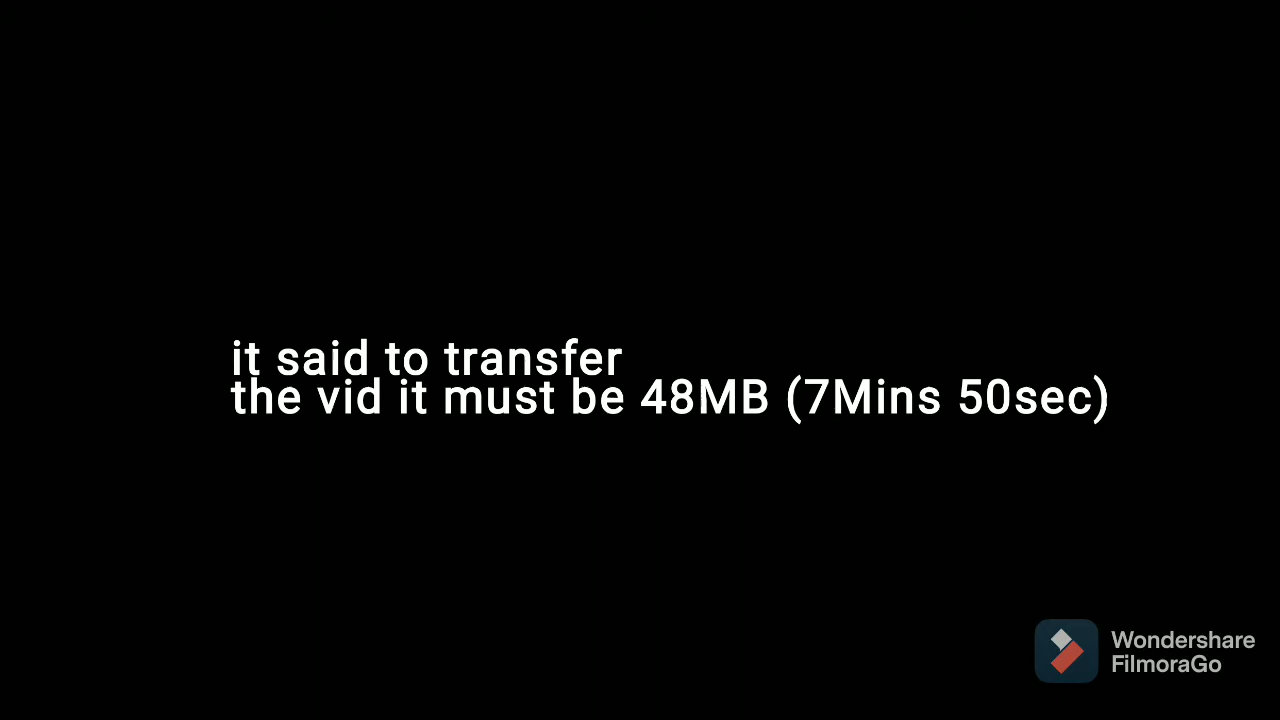 it said to transfer
the vid it must be 48MB (7Mins 50sec)
Wondershare
FilmoraGo